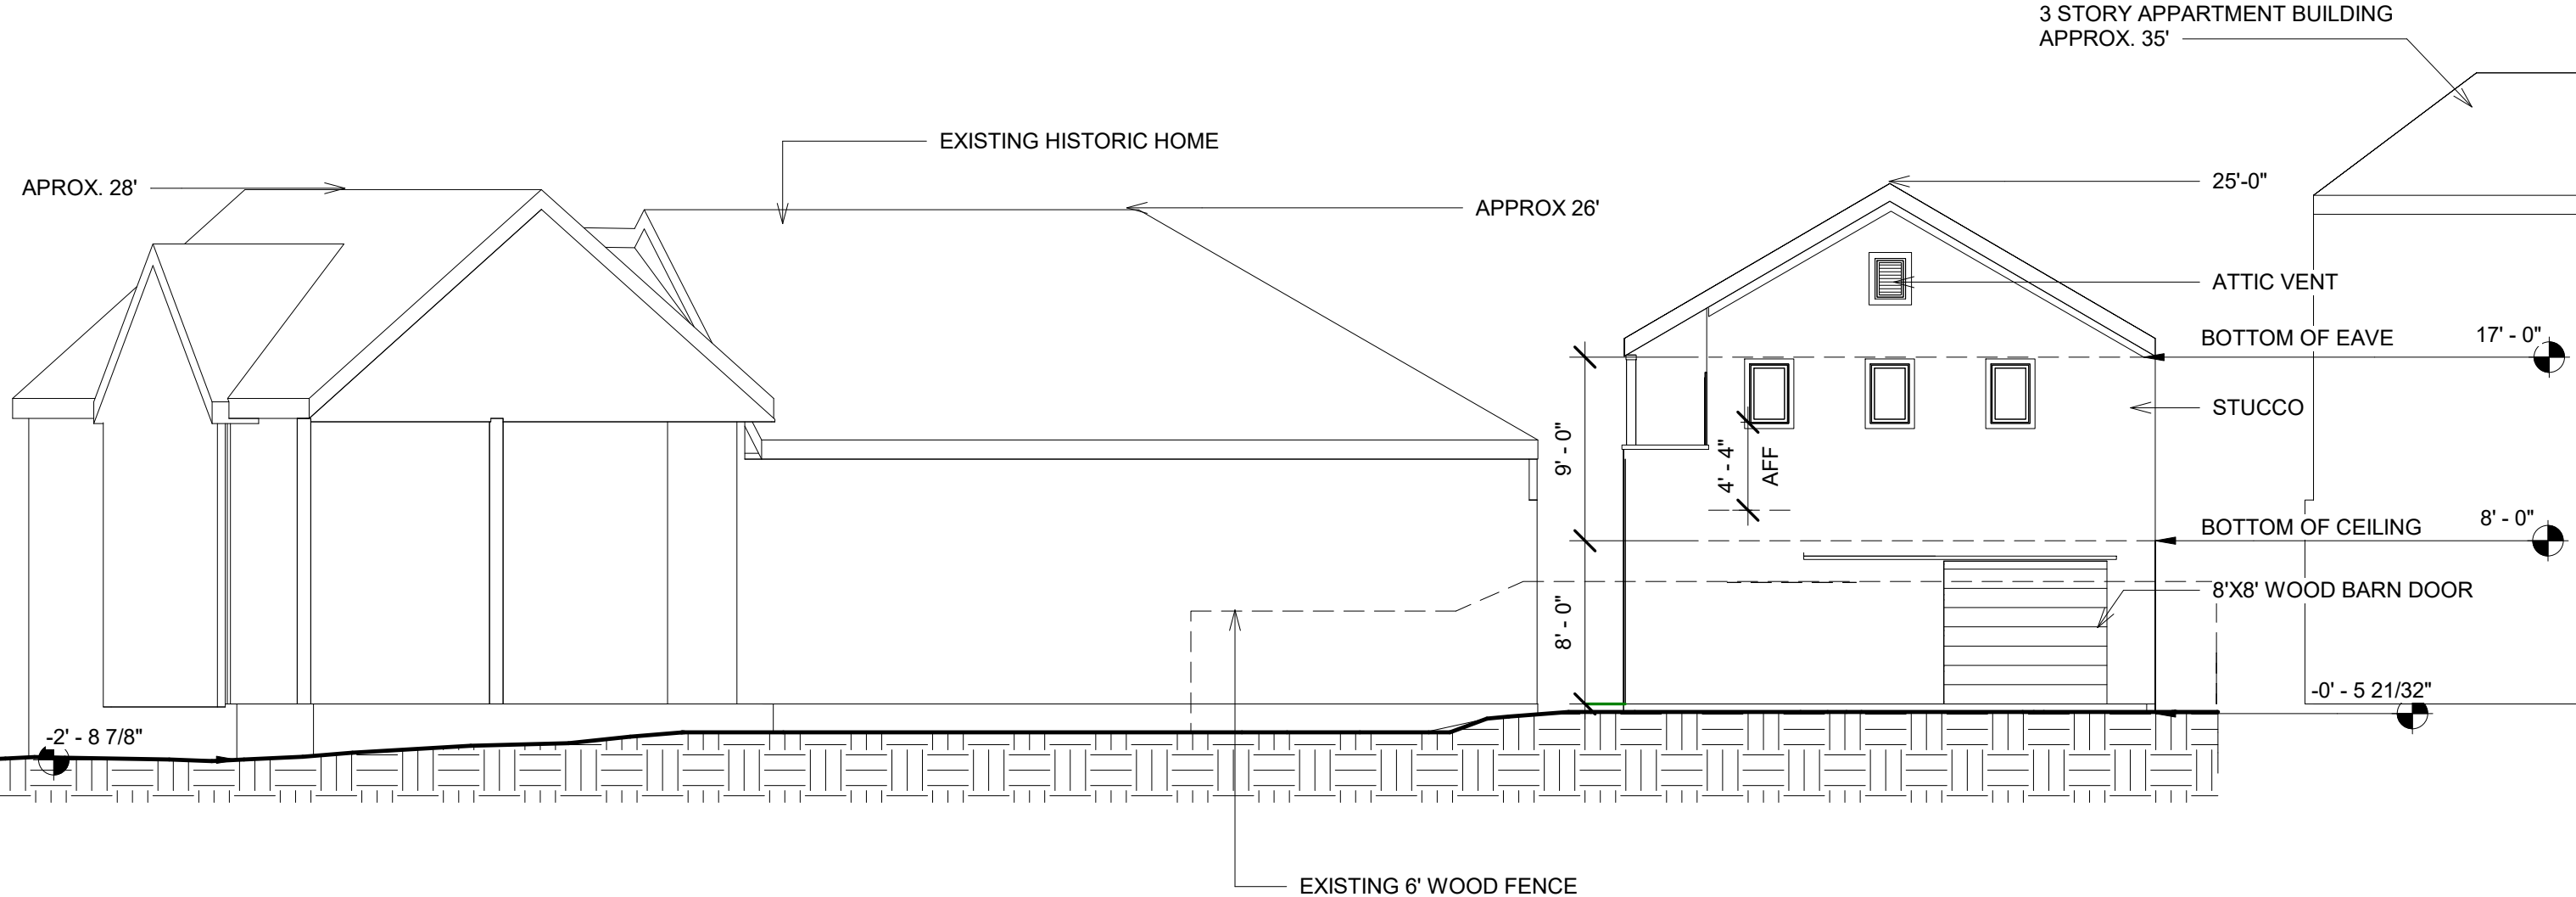 3 STORY APPARTMENT BUILDING
APPROX. 35'
EXISTING HISTORIC HOME
APROX. 28'
25'-0"
APPROX 26'
ATTIC VENT
BOTTOM OF EAVE
17' - 0"
STUCCO
9' - 0"
4' - 4"
AFF
BOTTOM OF CEILING
8' - 0"
8'X8' WOOD BARN DOOR
8' - 0"
-0' - 5 21/32"
-2' - 8 7/8"
EXISTING 6' WOOD FENCE